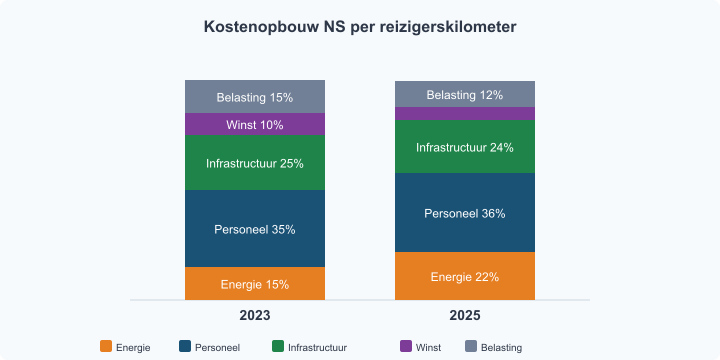 Kostenopbouw NS per reizigerskilometer
Belasting 15%
Winst 10%
Infrastructuur 25%
Personeel 35%
Energie 15%
Belasting 12%
Infrastructuur 24%
Personeel 36%
Energie 22%
2023 2025
Energie Personeel Infrastructuur Winst Belasting